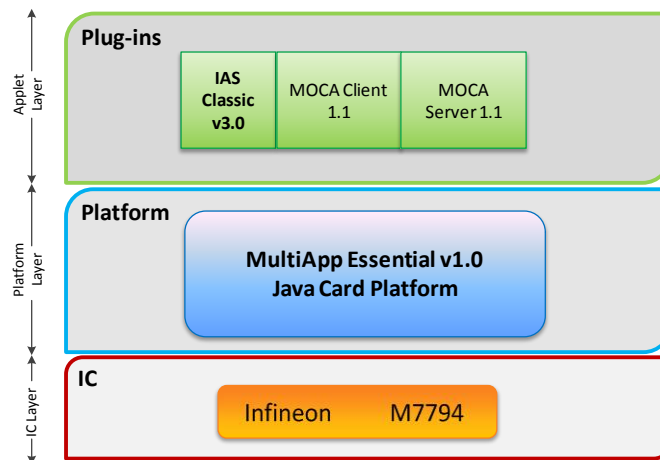 Applet
Layer
Plug-ins
IAS
Classic
v3.0
MOCA Client
1.1
MOCA
Server 1.1
Platform
Layer
Platform
MultiApp Essential v1.0
Java Card Platform
IC Layer
IC
Infineon M7794